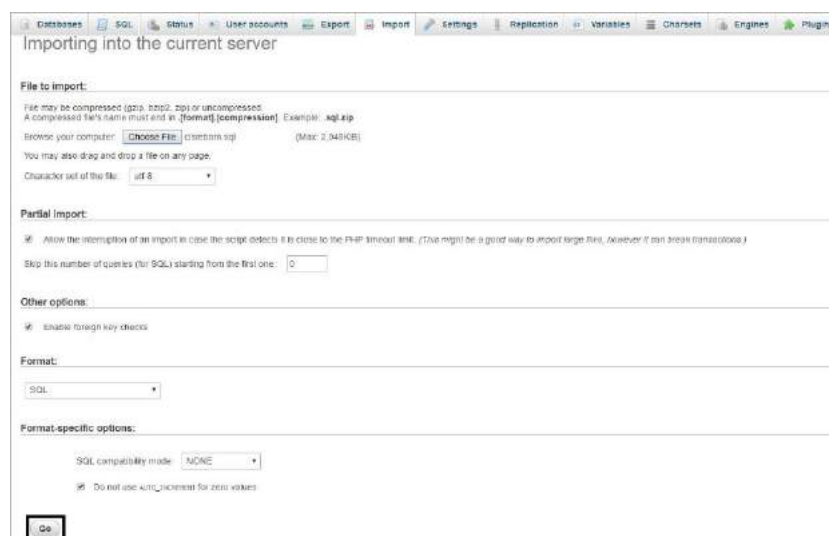 Databases SQL Status User accounts Export Import Settings Replication Variables Charsets Engines Plugin
Importing into the current server
File to import:
File may be compressed (gzip, bzip2, zip) or uncompressed.
A compressed file's name must end in .[format].[compression]. Example: .sql.zip
Browse your computer: Choose File .sql (Max: 2,048KiB)
You may also drag and drop a file on any page.
Character set of the file: utf-8
Partial import:
Allow the interruption of an import in case the script detects it is close to the PHP timeout limit. (This might be a good way to import large files, however it can break transactions.)
Skip this number of queries (for SQL) starting from the first one: 0
Other options:
Enable foreign key checks
Format:
SQL
Format-specific options:
SQL compatibility mode: NONE
Do not use AUTO_INCREMENT for zero values
Go